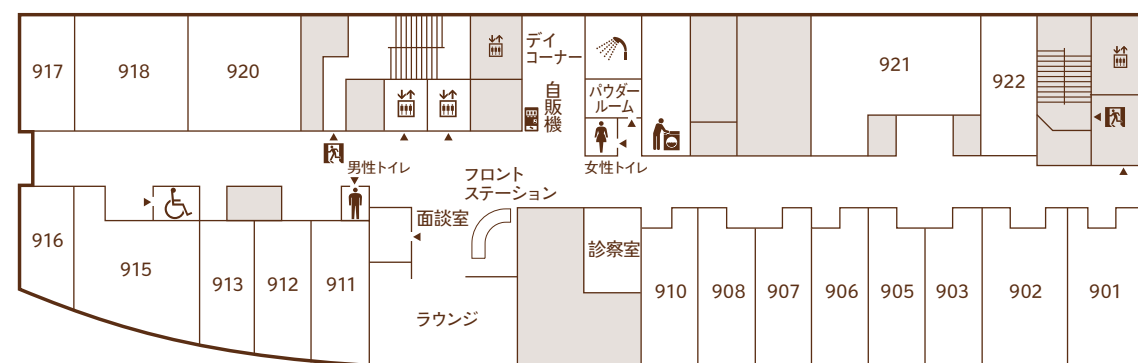 917
918
920
デイ
コーナー
自販機
パウダー
ルーム
921
922
男性トイレ
女性トイレ
フロント
ステーション
面談室
診察室
916
915
913
912
911
ラウンジ
910
908
907
906
905
903
902
901